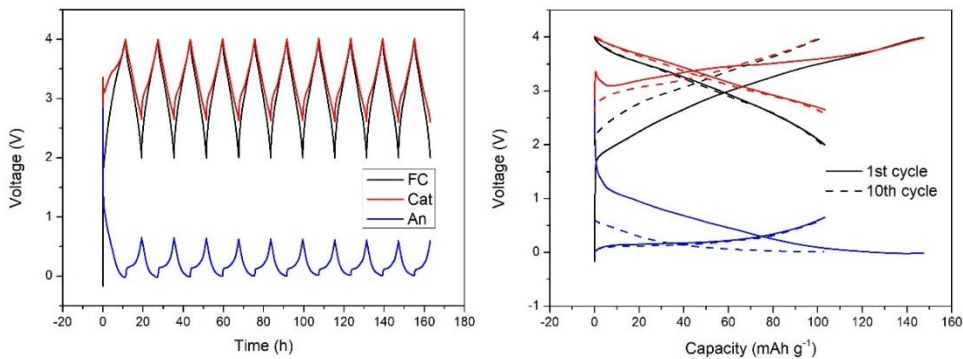 Voltage (V)
4
3
2
1
0
FC
Cat
An
-20 0 20 40 60 80 100 120 140 160 180
Time (h)
Voltage (V)
5
4
3
2
1
0
-1
1st cycle
10th cycle
-20 0 20 40 60 80 100 120 140 160
Capacity (mAh g⁻¹)